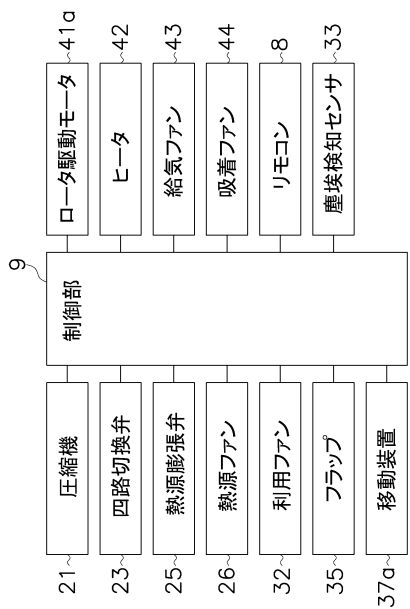 9
制御部
21 圧縮機
23 四路切換弁
25 熱源膨張弁
26 熱源ファン
32 利用ファン
35 フラップ
37a 移動装置
ロータ駆動モータ 41a
ヒータ 42
給気ファン 43
吸着ファン 44
リモコン 8
塵埃検知センサ 33